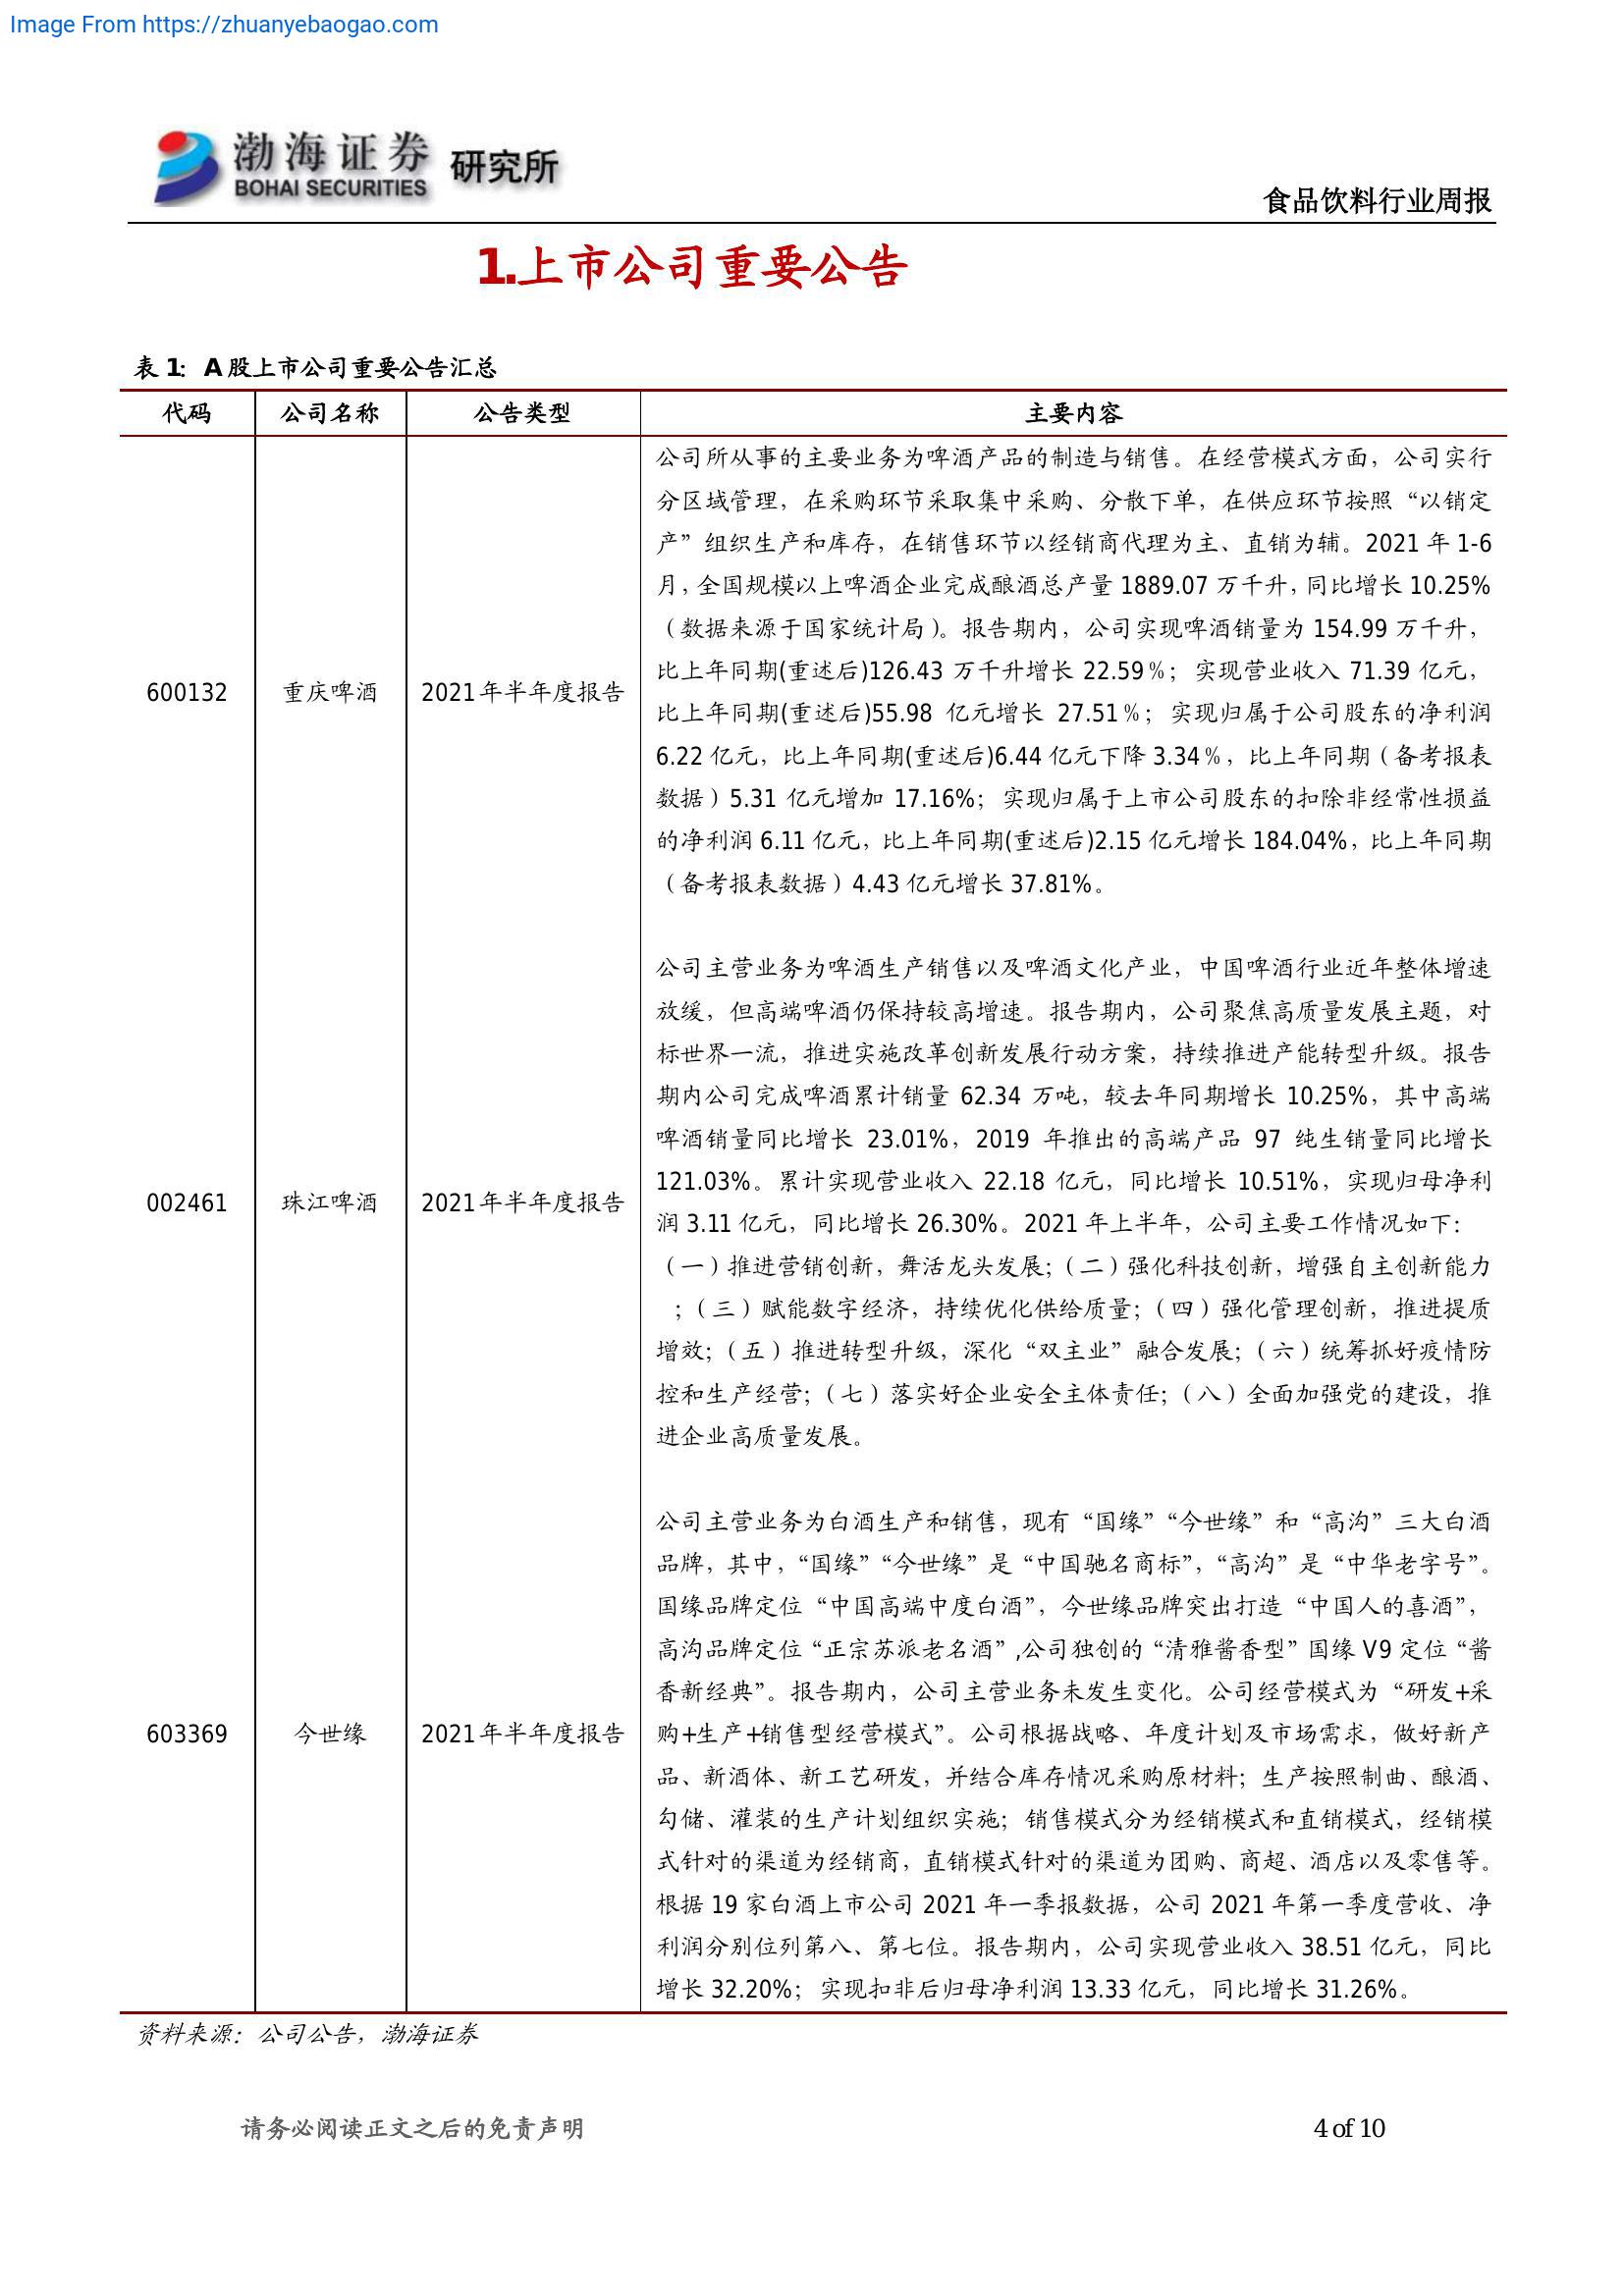 Image From https://zhuanyebaogao.com
渤海证券 研究所
BOHAI SECURITIES
食品饮料行业周报
1.上市公司重要公告
表 1：A 股上市公司重要公告汇总
代码 公司名称 公告类型 主要内容
公司所从事的主要业务为啤酒产品的制造与销售。在经营模式方面，公司实行
分区域管理，在采购环节采取集中采购、分散下单，在供应环节按照“以销定
产”组织生产和库存，在销售环节以经销商代理为主、直销为辅。2021 年 1-6
月，全国规模以上啤酒企业完成酿酒总产量 1889.07 万千升，同比增长 10.25%
（数据来源于国家统计局）。报告期内，公司实现啤酒销量为 154.99 万千升，
比上年同期(重述后)126.43 万千升增长 22.59％；实现营业收入 71.39 亿元，
600132 重庆啤酒 2021 年半年度报告
比上年同期(重述后)55.98 亿元增长 27.51％；实现归属于公司股东的净利润
6.22 亿元，比上年同期(重述后)6.44 亿元下降 3.34％，比上年同期（备考报表
数据）5.31 亿元增加 17.16%；实现归属于上市公司股东的扣除非经常性损益
的净利润 6.11 亿元，比上年同期(重述后)2.15 亿元增长 184.04%，比上年同期
（备考报表数据）4.43 亿元增长 37.81%。
公司主营业务为啤酒生产销售以及啤酒文化产业，中国啤酒行业近年整体增速
放缓，但高端啤酒仍保持较高增速。报告期内，公司聚焦高质量发展主题，对
标世界一流，推进实施改革创新发展行动方案，持续推进产能转型升级。报告
期内公司完成啤酒累计销量 62.34 万吨，较去年同期增长 10.25%，其中高端
啤酒销量同比增长 23.01%，2019 年推出的高端产品 97 纯生销量同比增长
121.03%。累计实现营业收入 22.18 亿元，同比增长 10.51%，实现归母净利
002461 珠江啤酒 2021 年半年度报告
润 3.11 亿元，同比增长 26.30%。2021 年上半年，公司主要工作情况如下：
（一）推进营销创新，舞活龙头发展；（二）强化科技创新，增强自主创新能力
；（三）赋能数字经济，持续优化供给质量；（四）强化管理创新，推进提质
增效；（五）推进转型升级，深化“双主业”融合发展；（六）统筹抓好疫情防
控和生产经营；（七）落实好企业安全主体责任；（八）全面加强党的建设，推
进企业高质量发展。
公司主营业务为白酒生产和销售，现有“国缘”“今世缘”和“高沟”三大白酒
品牌，其中，“国缘”“今世缘”是“中国驰名商标”，“高沟”是“中华老字号”。
国缘品牌定位“中国高端中度白酒”，今世缘品牌突出打造“中国人的喜酒”，
高沟品牌定位“正宗苏派老名酒”,公司独创的“清雅酱香型”国缘 V9 定位“酱
香新经典”。报告期内，公司主营业务未发生变化。公司经营模式为“研发+采
603369 今世缘 2021 年半年度报告
购+生产+销售型经营模式”。公司根据战略、年度计划及市场需求，做好新产
品、新酒体、新工艺研发，并结合库存情况采购原材料；生产按照制曲、酿酒、
勾储、灌装的生产计划组织实施；销售模式分为经销模式和直销模式，经销模
式针对的渠道为经销商，直销模式针对的渠道为团购、商超、酒店以及零售等。
根据 19 家白酒上市公司 2021 年一季报数据，公司 2021 年第一季度营收、净
利润分别位列第八、第七位。报告期内，公司实现营业收入 38.51 亿元，同比
增长 32.20%；实现扣非后归母净利润 13.33 亿元，同比增长 31.26%。
资料来源：公司公告，渤海证券
请务必阅读正文之后的免责声明
4 of 10